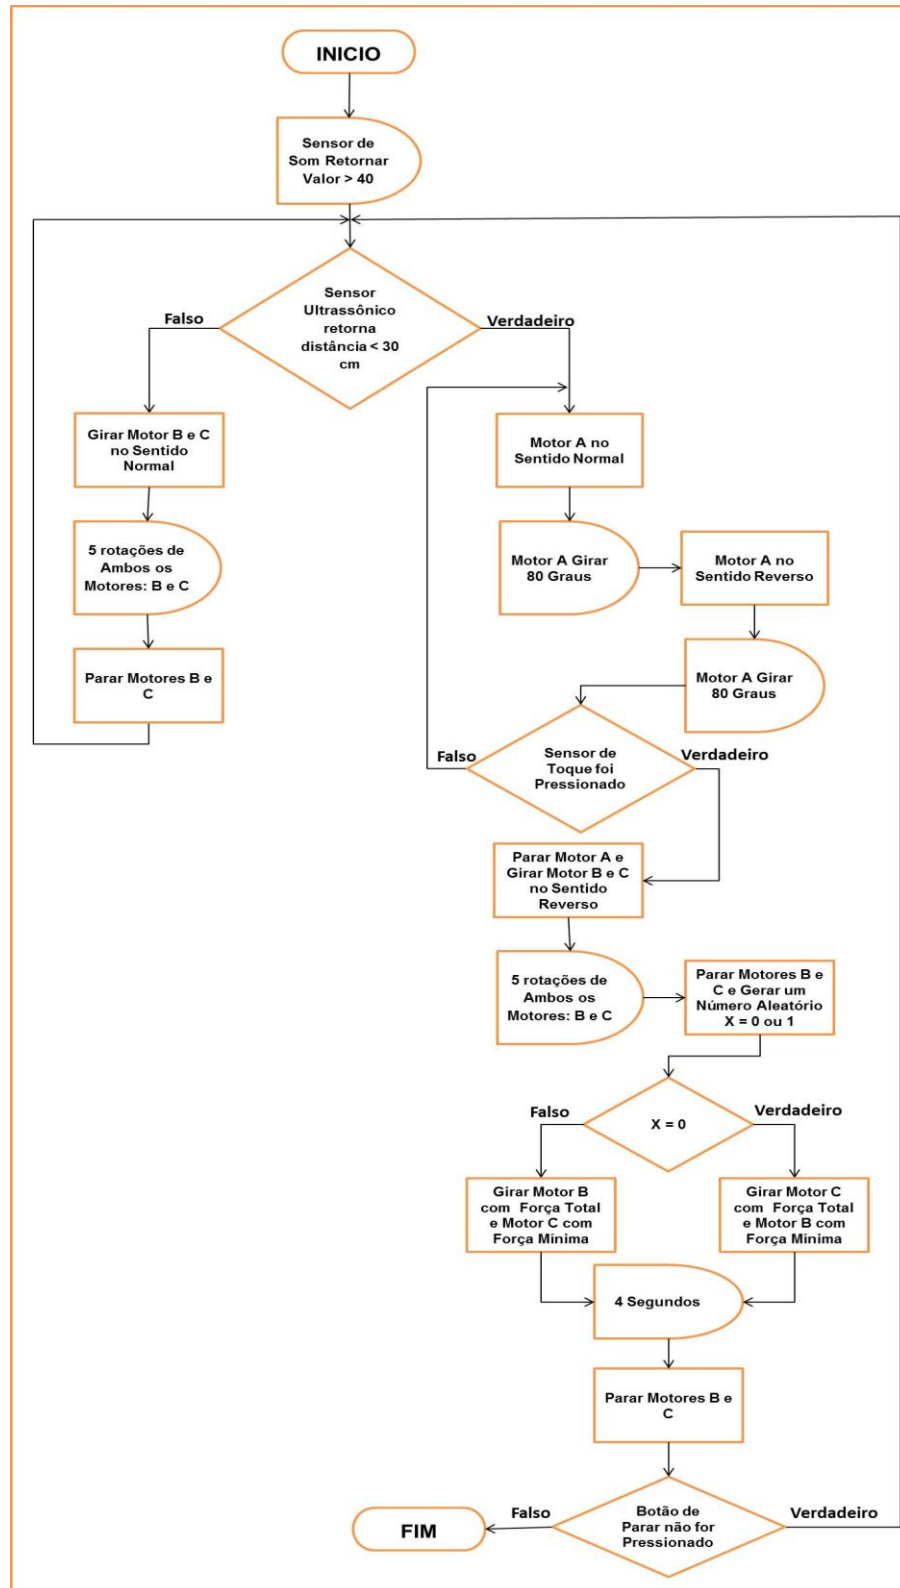 INICIO
Sensor de
Som Retornar
Valor > 40
Sensor
Ultrassônico
retorna
distância < 30
cm
Falso
Verdadeiro
Girar Motor B e C
no Sentido
Normal
5 rotações de
Ambos os
Motores: B e C
Parar Motores B e
C
Motor A no
Sentido Normal
Motor A Girar
80 Graus
Motor A no
Sentido Reverso
Motor A Girar
80 Graus
Sensor de
Toque foi
Pressionado
Falso
Verdadeiro
Parar Motor A e
Girar Motor B e C
no Sentido
Reverso
5 rotações de
Ambos os
Motores: B e C
Parar Motores B e
C e Gerar um
Número Aleatório
X = 0 ou 1
X = 0
Falso
Verdadeiro
Girar Motor B
com Força Total
e Motor C com
Força Mínima
Girar Motor C
com Força Total
e Motor B com
Força Mínima
4 Segundos
Parar Motores B e
C
Botão de
Parar não for
Pressionado
Falso
Verdadeiro
FIM